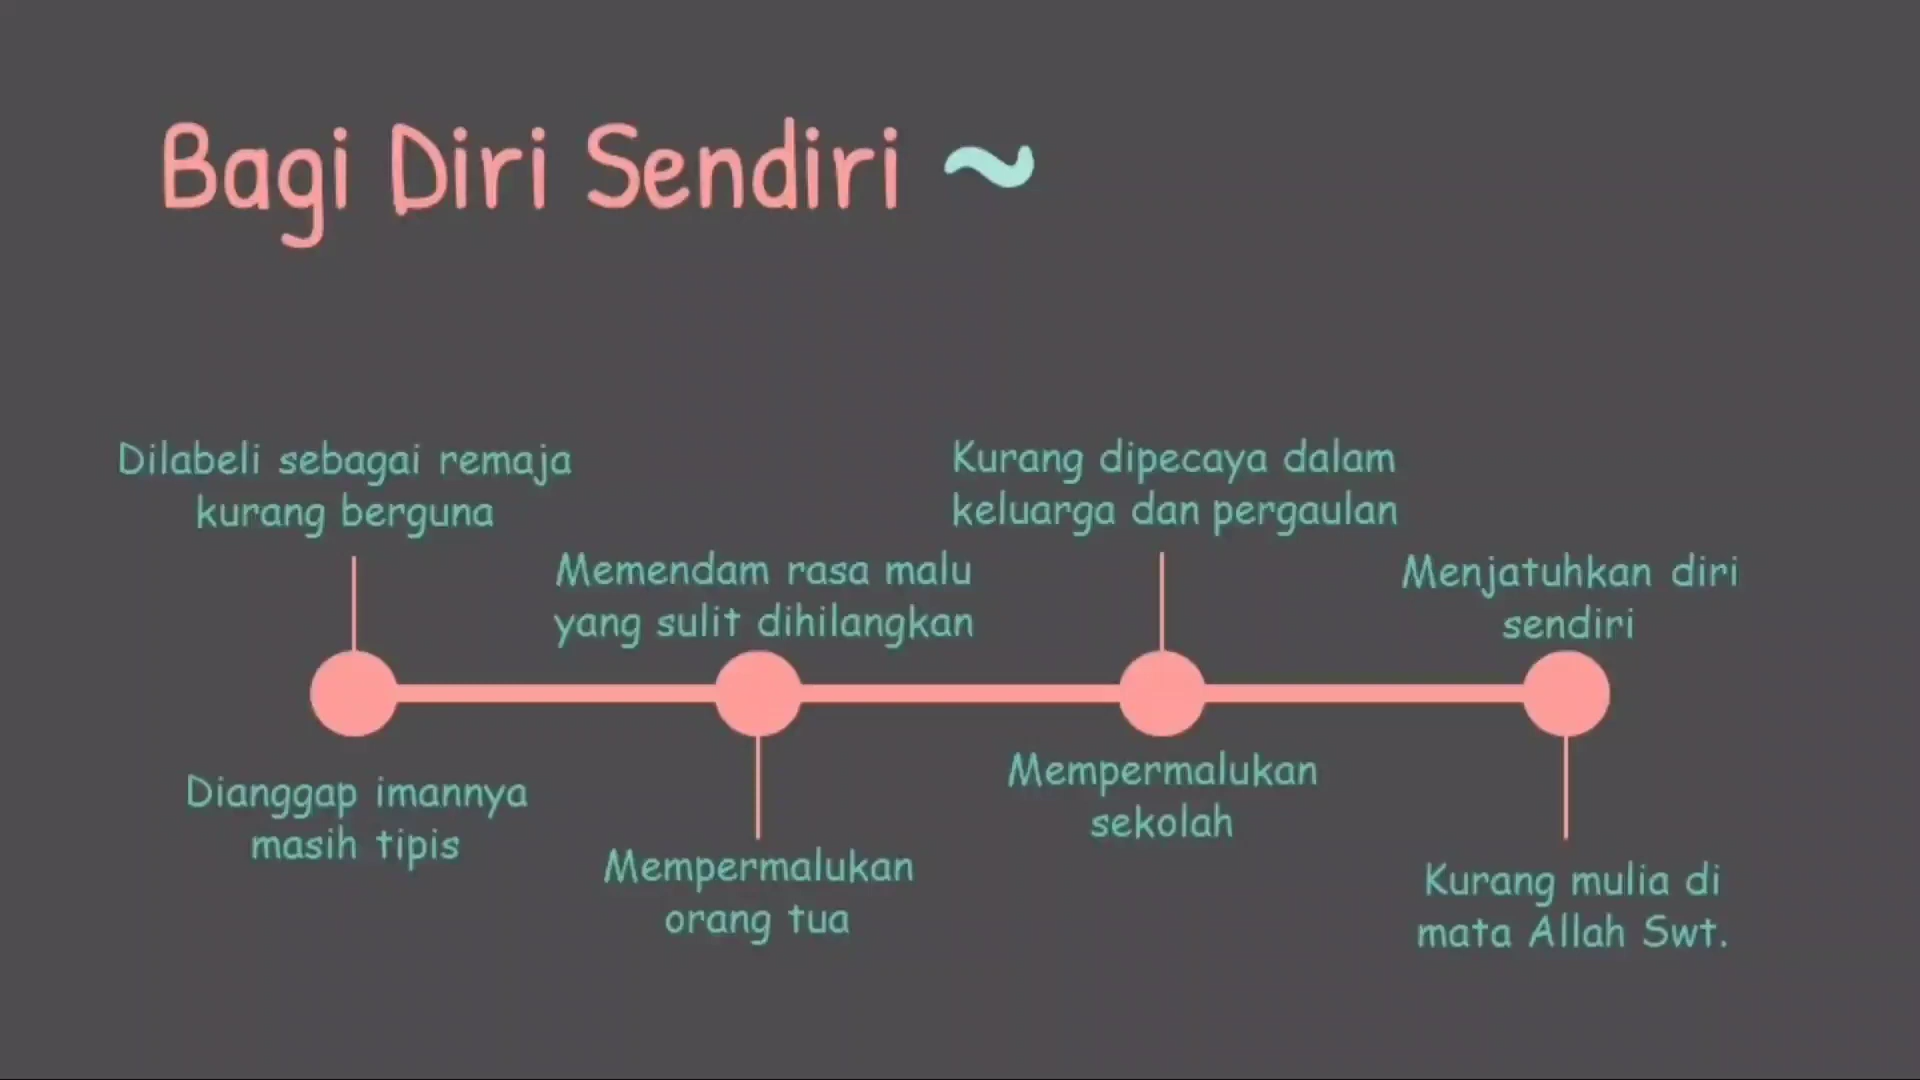 Bagi Diri Sendiri ~
Dilabeli sebagai remaja
kurang berguna
Memendam rasa malu
yang sulit dihilangkan
Kurang dipecaya dalam
keluarga dan pergaulan
Menjatuhkan diri
sendiri
Dianggap imannya
masih tipis
Mempermalukan
orang tua
Mempermalukan
sekolah
Kurang mulia di
mata Allah Swt.